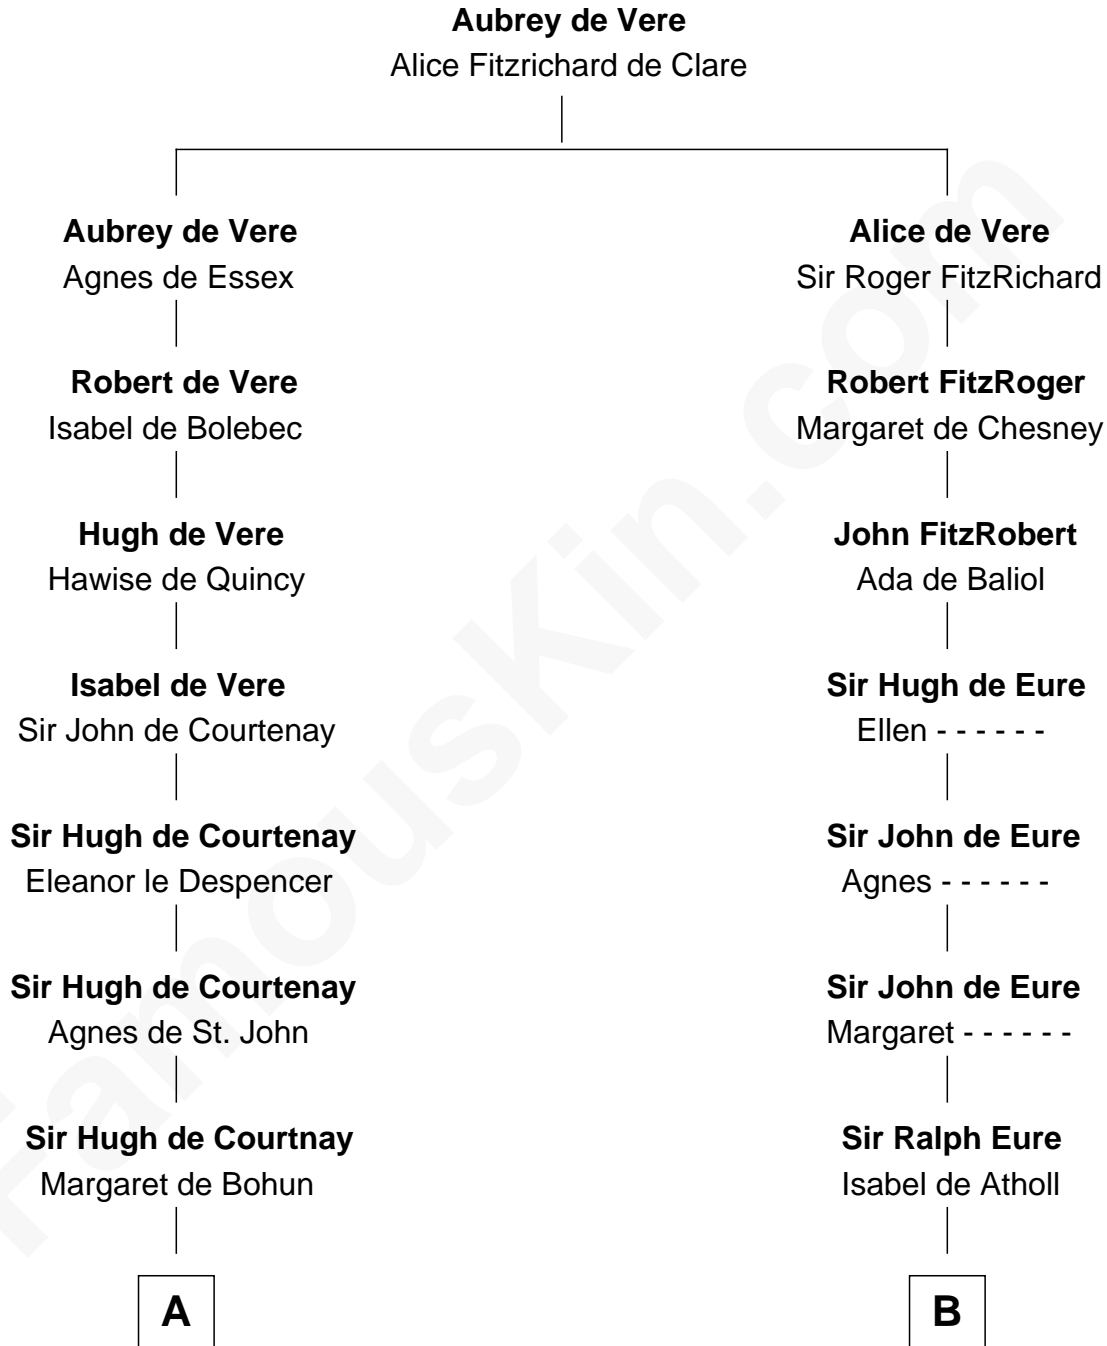 Aubrey de Vere
Alice Fitzrichard de Clare
Aubrey de Vere
Agnes de Essex
Robert de Vere
Isabel de Bolebec
Hugh de Vere
Hawise de Quincy
Isabel de Vere
Sir John de Courtenay
Sir Hugh de Courtenay
Eleanor le Despencer
Sir Hugh de Courtenay
Agnes de St. John
Sir Hugh de Courtnay
Margaret de Bohun
A
Alice de Vere
Sir Roger FitzRichard
Robert FitzRoger
Margaret de Chesney
John FitzRobert
Ada de Baliol
Sir Hugh de Eure
Ellen - - - - - -
Sir John de Eure
Agnes - - - - - -
Sir John de Eure
Margaret - - - - - -
Sir Ralph Eure
Isabel de Atholl
B
FamousKin.com